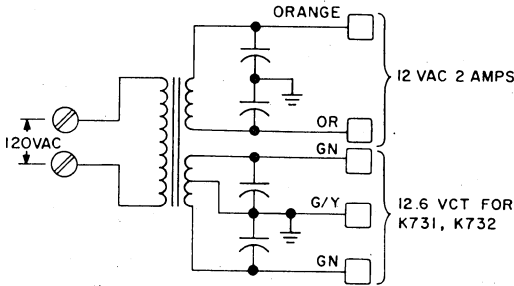 ORANGE
12 VAC 2 AMPS
OR
120VAC
GN
G/Y
12.6 VCT FOR
K731, K732
GN